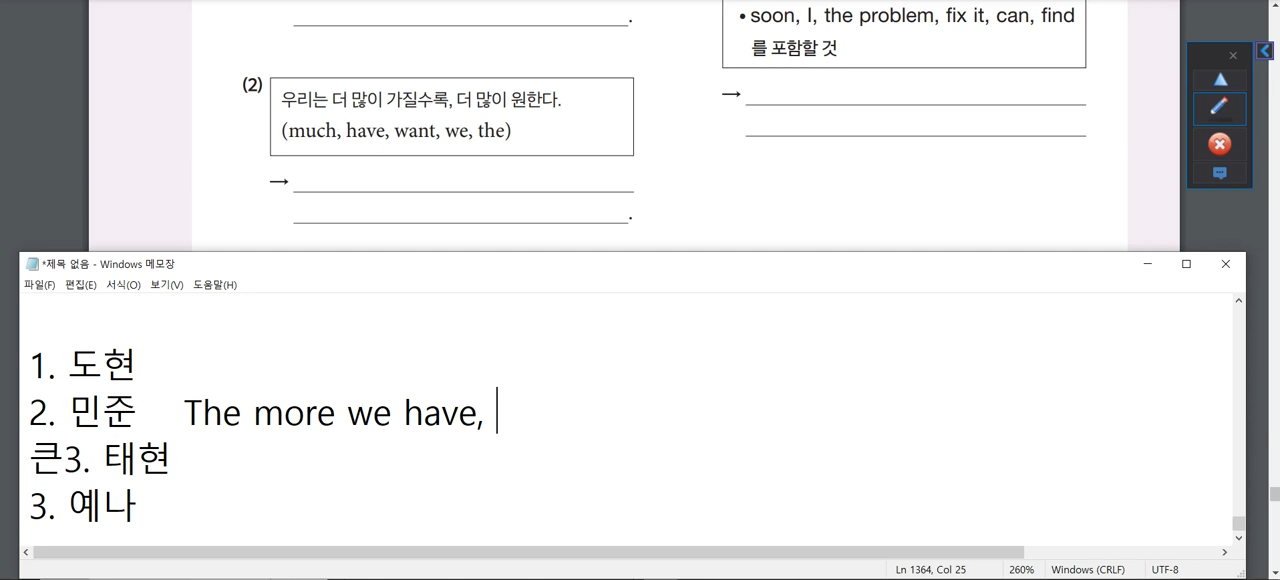 .
• soon, I, the problem, fix it, can, find
를 포함할 것
→
(2)
우리는 더 많이 가질수록, 더 많이 원한다.
(much, have, want, we, the)
→
.
*제목 없음 - Windows 메모장
파일(F) 편집(E) 서식(O) 보기(V) 도움말(H)
1. 도현
2. 민준 The more we have,
큰3. 태현
3. 예나
Ln 1364, Col 25 260% Windows (CRLF) UTF-8